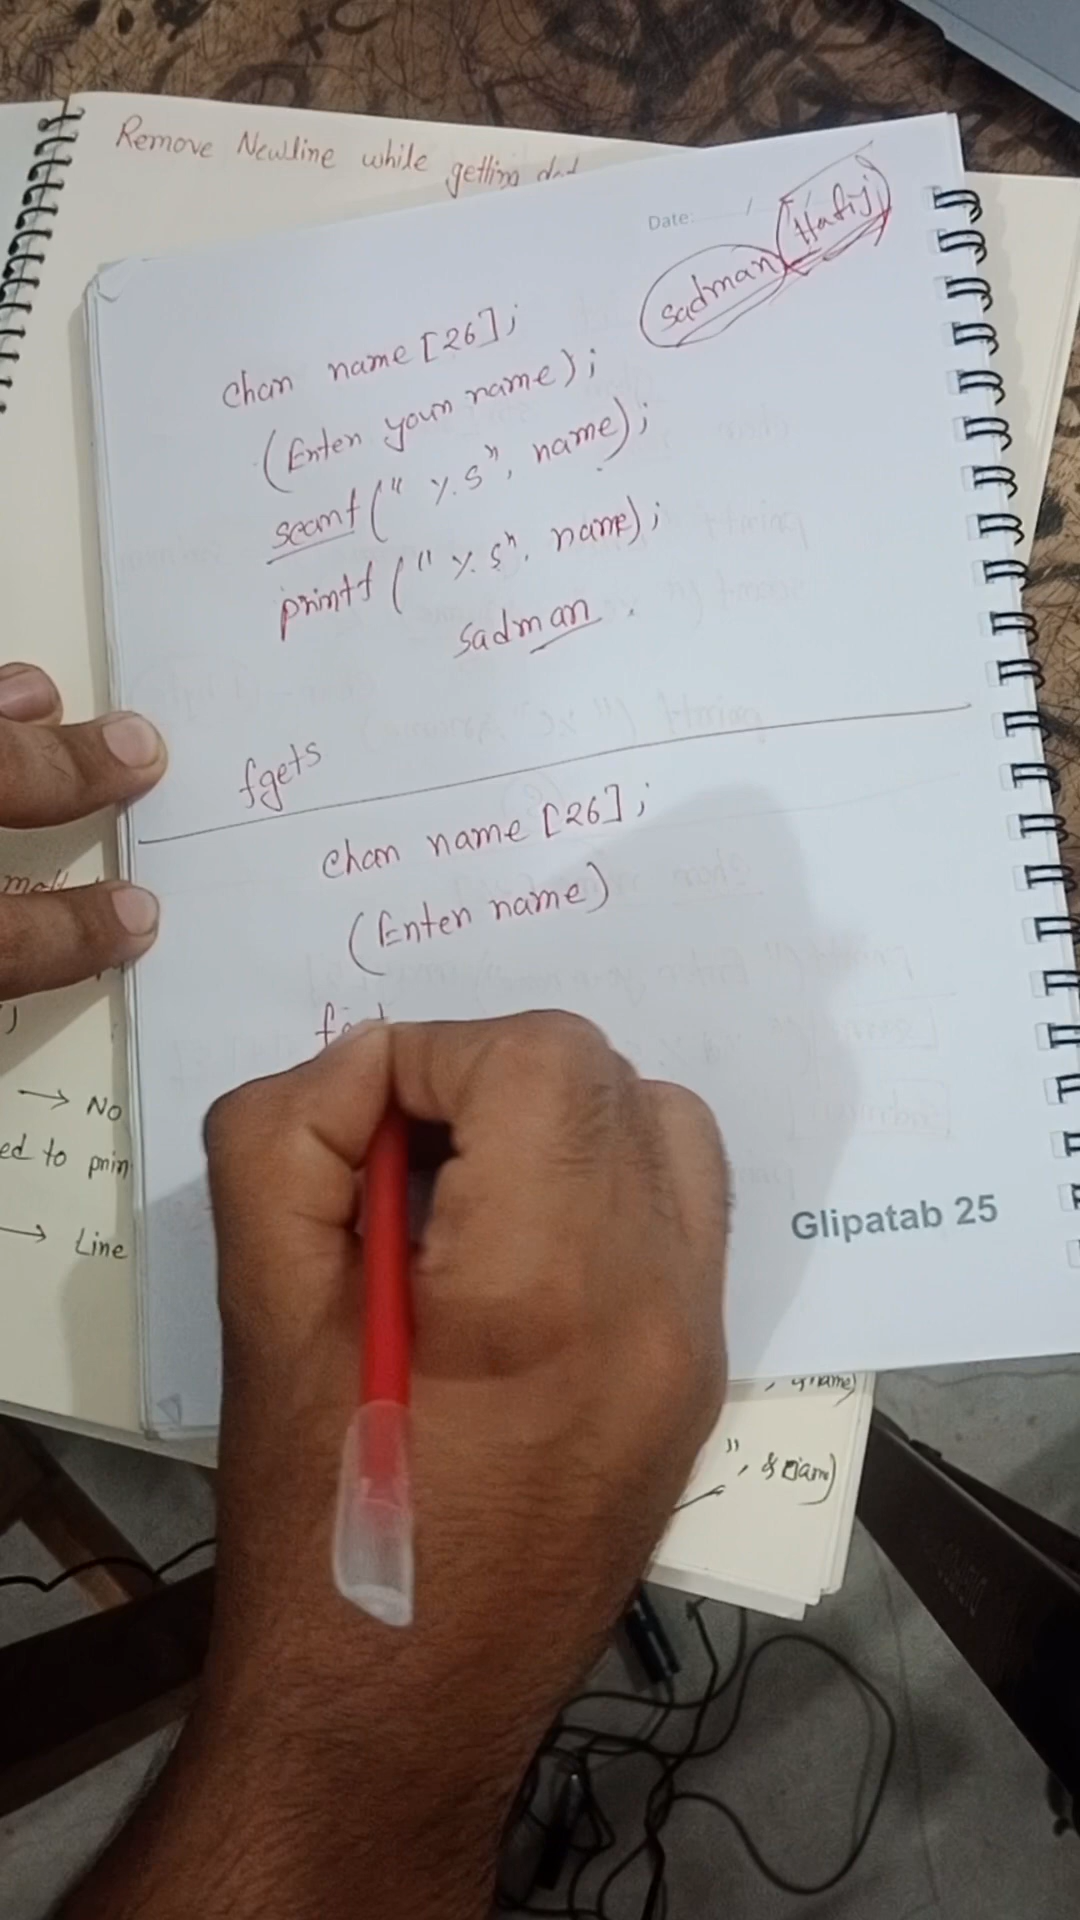 Remove Newline while getting
Date: /
sadman Hafij
char name [26];
(Enter your name);
scanf ("%s", name);
printf ("%s", name);
sadman.
fgets
char name [26];
(Enter name)
→ No
ed to prin
→ Line
Glipatab 25
, &name)
", &name)